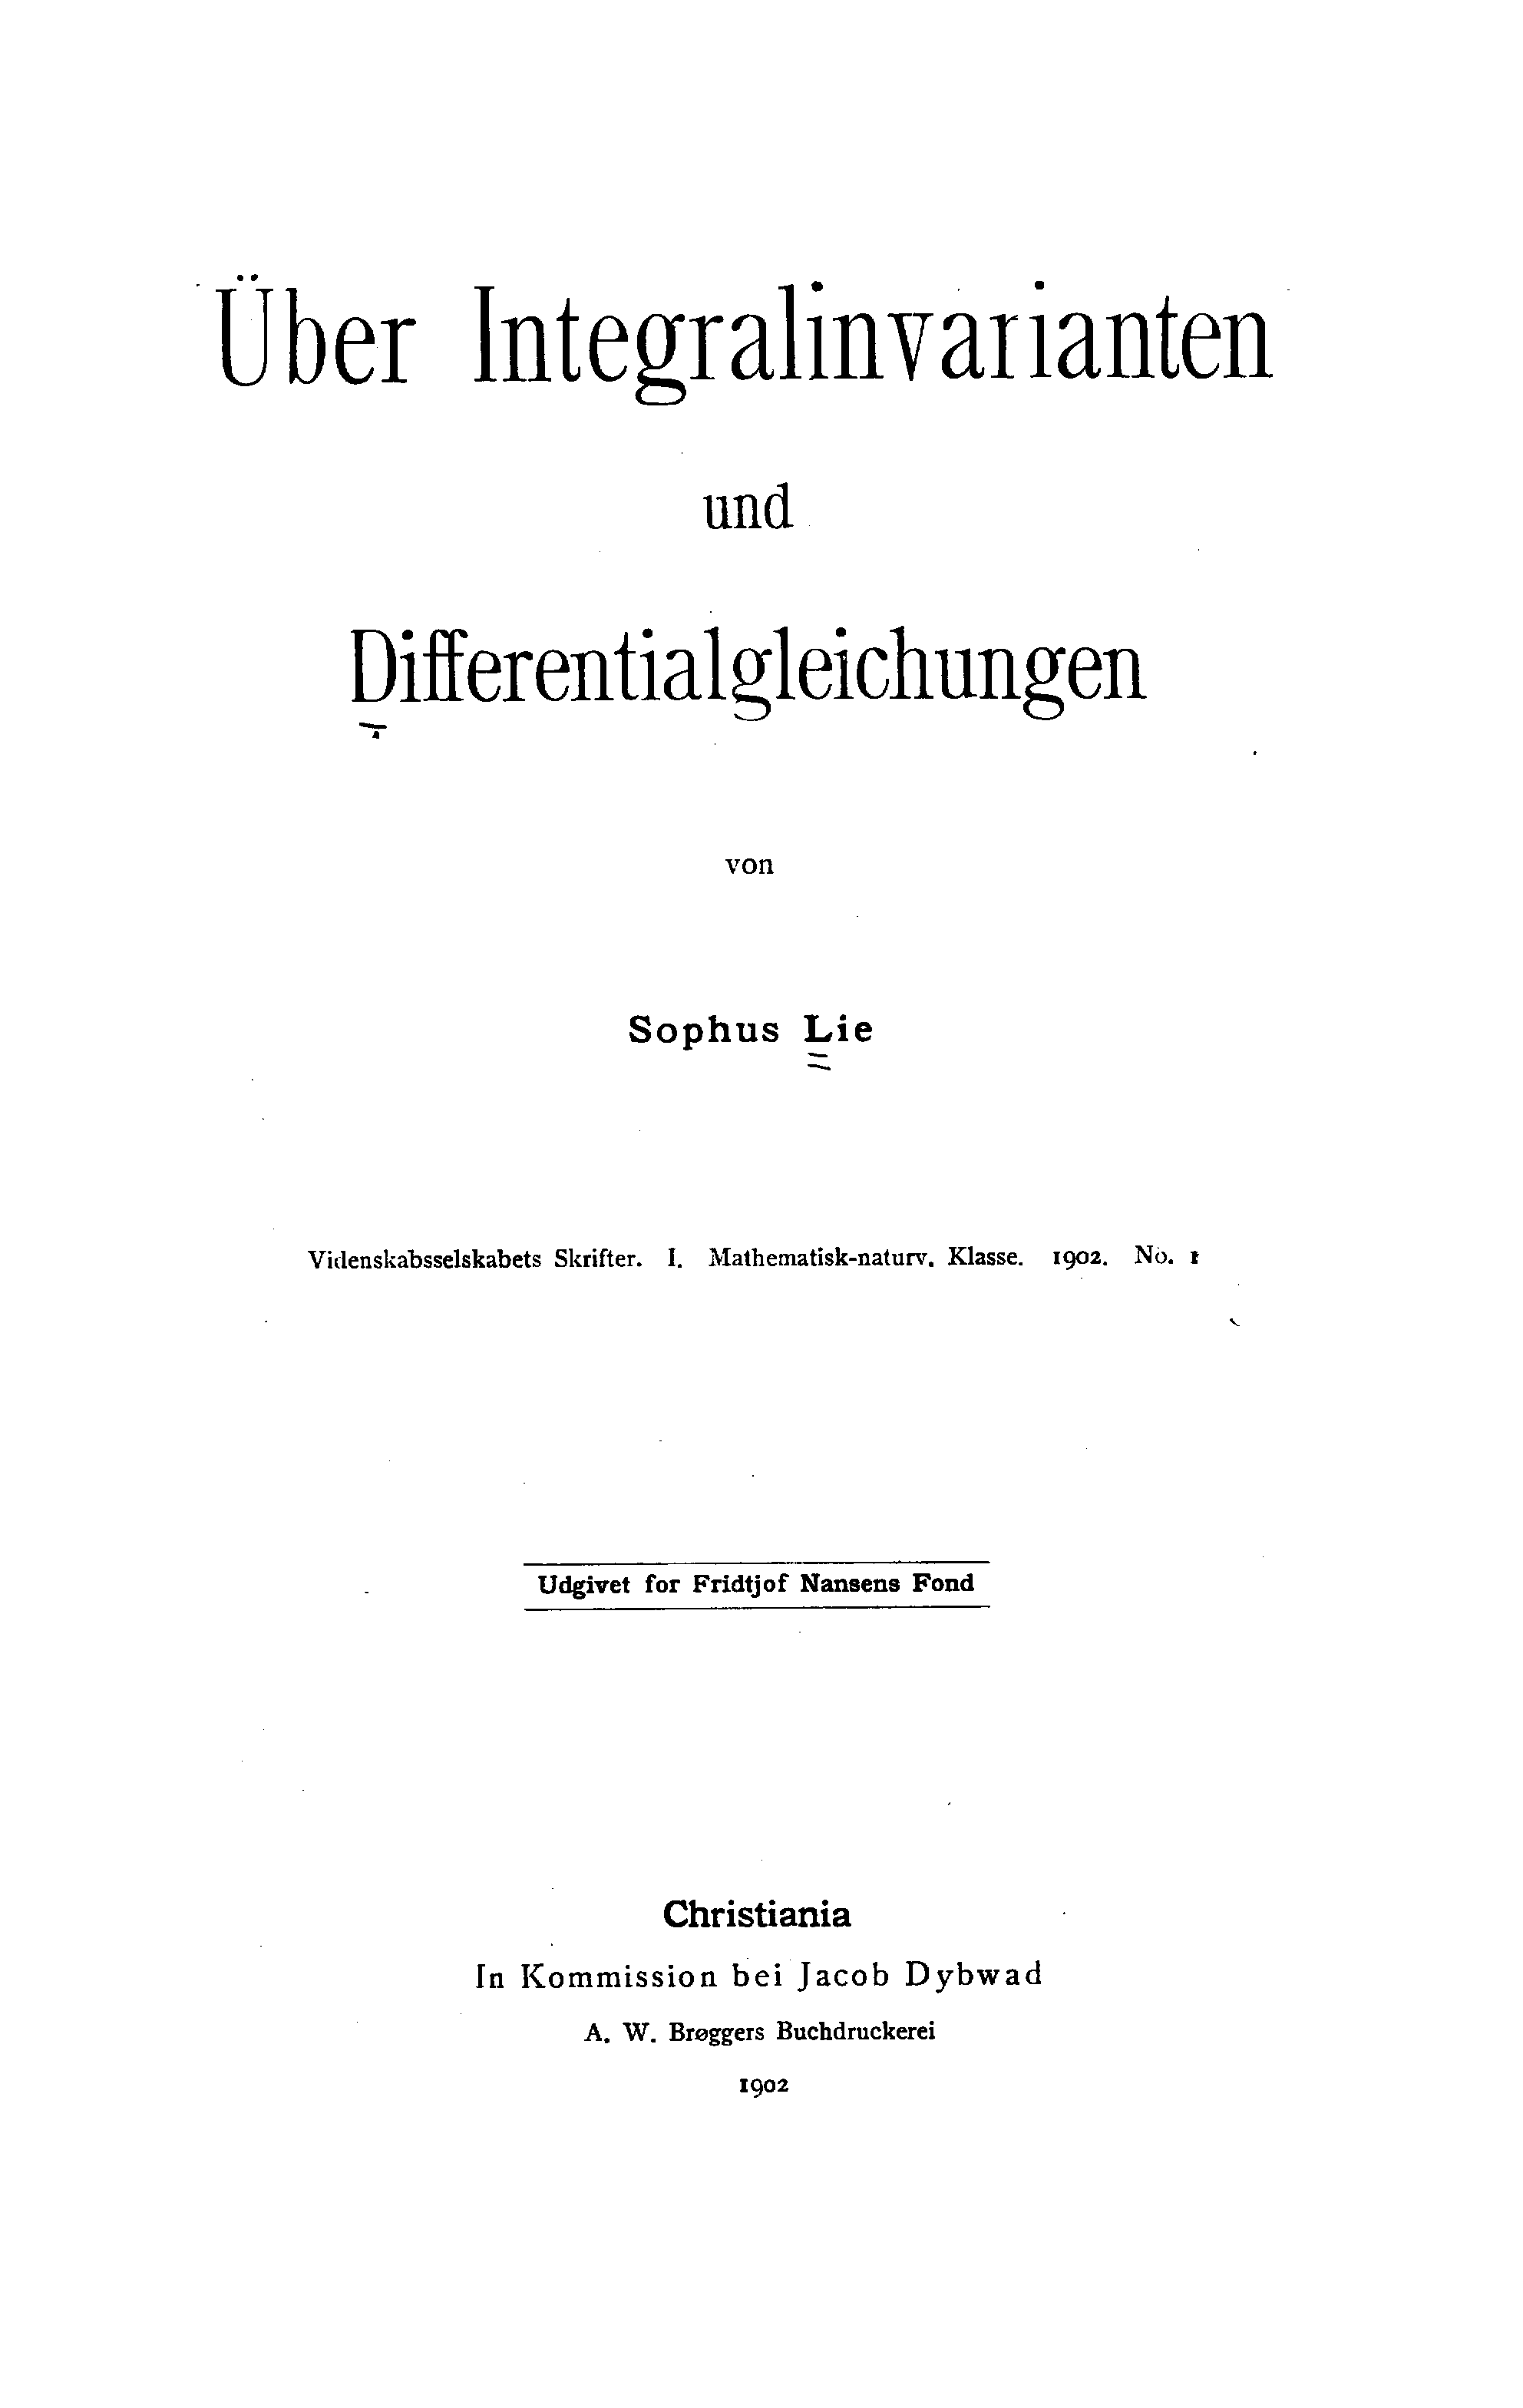 Über Integralinvarianten
und
Differentialgleichungen
von
Sophus Lie
Videnskabsselskabets Skrifter. I. Mathematisk-naturv. Klasse. 1902. No. 1
Udgivet for Fridtjof Nansens Fond
Christiania
In Kommission bei Jacob Dybwad
A. W. Brøggers Buchdruckerei
1902